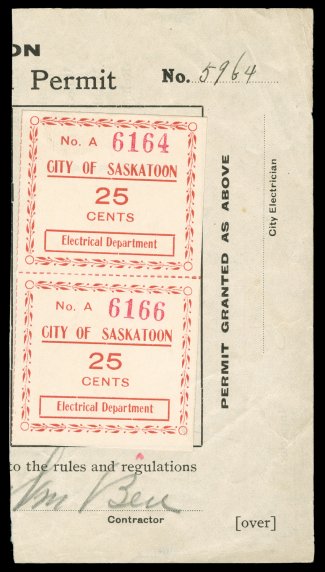 ON
Permit No. 5964
No. A 6164
CITY OF SASKATOON
25
CENTS
Electrical Department
No. A 6166
CITY OF SASKATOON
25
CENTS
Electrical Department
PERMIT GRANTED AS ABOVE
City Electrician
to the rules and regulations
Contractor
[over]